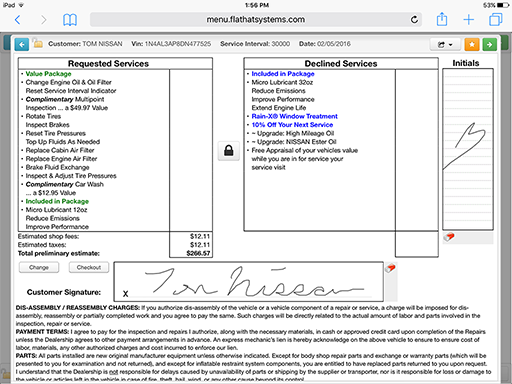 iPad
1:56 PM
53%
menu.flathatsystems.com
Customer: TOM NISSAN Vin: 1N4AL3AP8DN477525 Service Interval: 30000 Date: 02/05/2016
Requested Services
• Value Package
• Change Engine Oil & Oil Filter
Reset Service Interval Indicator
• Complimentary Multipoint
Inspection ... a $49.97 Value
• Rotate Tires
Inspect Brakes
• Reset Tire Pressures
Top Up Fluids As Needed
• Replace Cabin Air Filter
• Replace Engine Air Filter
• Brake Fluid Exchange
• Inspect & Adjust Tire Pressures
• Complimentary Car Wash
... a $12.95 Value
• Included in Package
• Micro Lubricant 12oz
Reduce Emissions
Improve Performance
Estimated shop fees: $12.11
Estimated taxes: $12.11
Total preliminary estimate: $266.57
Declined Services
• Included in Package
• Micro Lubricant 32oz
Reduce Emissions
Improve Performance
Extend Engine Life
• Rain-X® Window Treatment
• 10% Off Your Next Service
• ~ Upgrade: High Mileage Oil
• ~ Upgrade: NISSAN Ester Oil
• Free Appraisal of your vehicles value
while you are in for service your
service visit
Initials
Change
Checkout
Customer Signature: x Tom Nissan
DIS-ASSEMBLY / REASSEMBLY CHARGES: If you authorize dis-assembly of the vehicle or a vehicle component of a repair or service, a charge will be imposed for dis-
assembly, reassembly or partially completed work and you agree to pay the same. Such charges will be directly related to the actual amount of labor and parts involved in the
inspection, repair or service.
PAYMENT TERMS: I agree to pay for the inspection and repairs I authorize, along with the necessary materials, in cash or approved credit card upon completion of the Repairs
unless the Dealership agrees to other payment arrangements in advance. An express mechanic's lien is hereby acknowledge on the above vehicle to ensure to ensure cost of
labor, materials, any other authorized charges and cost incurred to enforce our lien.
PARTS: All parts installed are new original manufacturer equipment unless otherwise indicated. Except for body shop repair parts and exchange or warranty parts (which will be
presented to you for examination and not returned), and except for inflatable restraint system components, you are entitled to have replaced parts returned to you upon request.
I understand that the Dealership is not responsible for delays caused by unavailability of parts or shipping by the supplier or transporter, nor is it responsible for loss or damage to
the vehicle or articles left in the vehicle in case of fire, theft, hail, wind, or any other cause beyond its control.